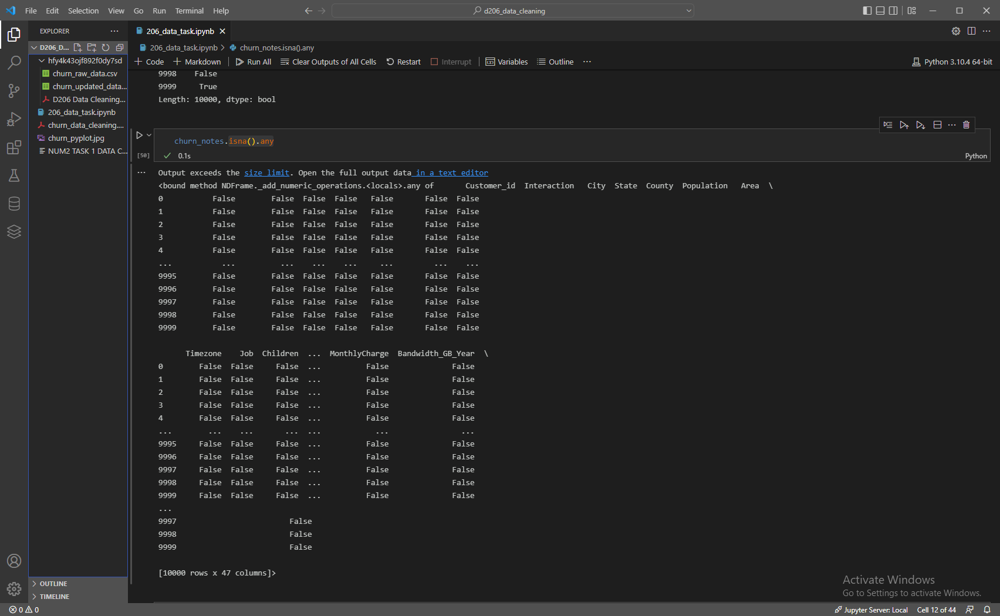 File Edit Selection View Go Run Terminal Help
d206_data_cleaning
EXPLORER
D206_D...
hfy4k43ojf892f0dy7sd
churn_raw_data.csv
churn_updated_data...
D206 Data Cleaning...
206_data_task.ipynb
churn_data_cleaning....
churn_pyplot.jpg
NUM2 TASK 1 DATA C...
OUTLINE
TIMELINE
206_data_task.ipynb
206_data_task.ipynb > churn_notes.isna().any
+ Code + Markdown Run All Clear Outputs of All Cells Restart Interrupt Variables Outline ... Python 3.10.4 64-bit
9998 False
9999 True
Length: 10000, dtype: bool
churn_notes.isna().any
[50] 0.1s Python
Output exceeds the size limit. Open the full output data in a text editor
<bound method NDFrame._add_numeric_operations.<locals>.any of Customer_id Interaction City State County Population Area \
0 False False False False False False False
1 False False False False False False False
2 False False False False False False False
3 False False False False False False False
4 False False False False False False False
... ... ... ... ... ... ... ...
9995 False False False False False False False
9996 False False False False False False False
9997 False False False False False False False
9998 False False False False False False False
9999 False False False False False False False
Timezone Job Children ... MonthlyCharge Bandwidth_GB_Year \
0 False False False ... False False
1 False False False ... False False
2 False False False ... False False
3 False False False ... False False
4 False False False ... False False
... ... ... ... ... ... ...
9995 False False False ... False False
9996 False False False ... False False
9997 False False False ... False False
9998 False False False ... False False
9999 False False False ... False False
...
9997 False
9998 False
9999 False
[10000 rows x 47 columns]>
Activate Windows
Go to Settings to activate Windows.
0 0 Jupyter Server: Local Cell 12 of 44